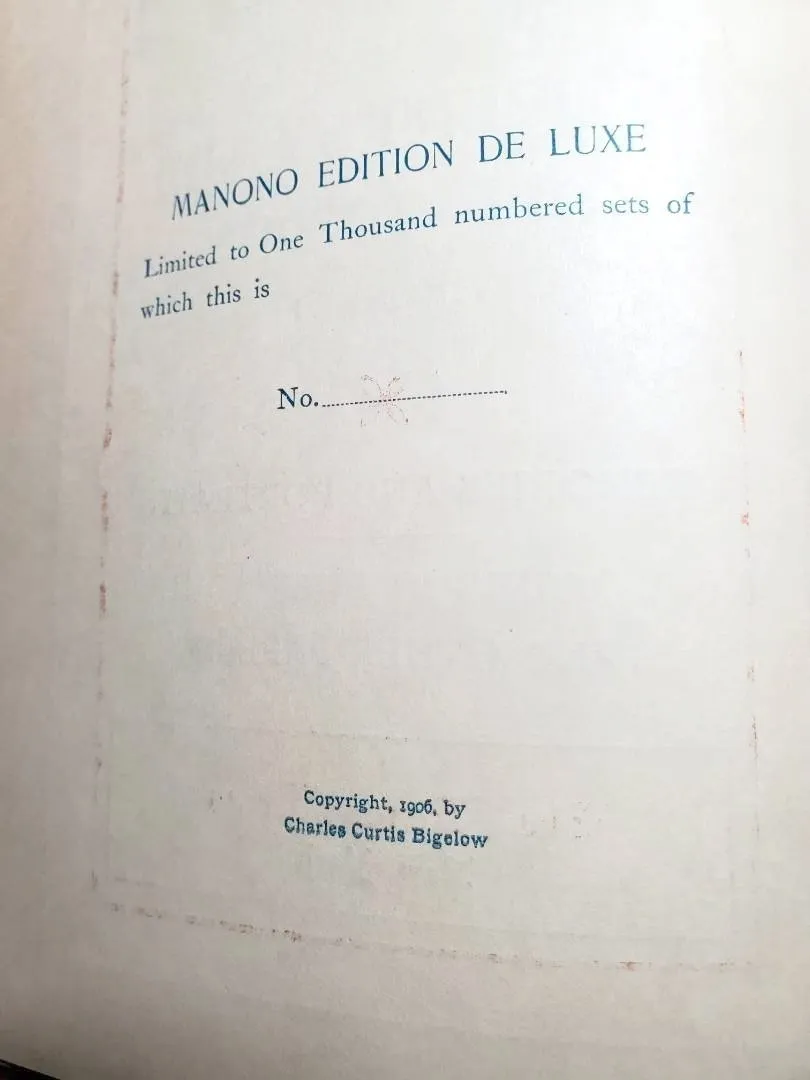 MANONO EDITION DE LUXE
Limited to One Thousand numbered sets of
which this is
No.
Copyright, 1906, by
Charles Curtis Bigelow